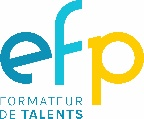 efp
FORMATEUR
DE TALENTS